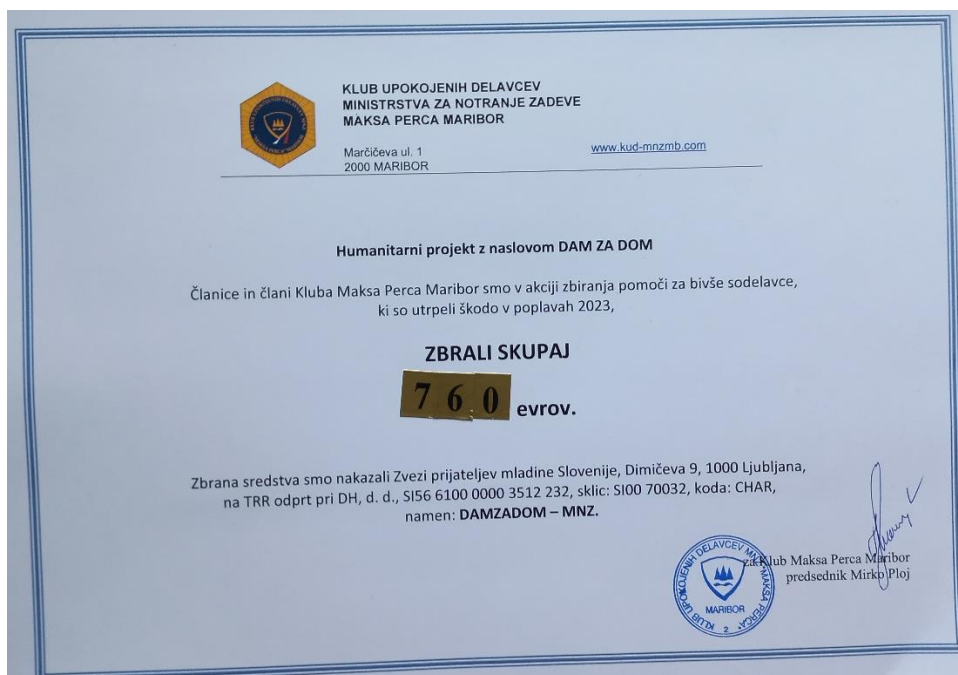 KLUB UPOKOJENIH DELAVCEV
MINISTRSTVA ZA NOTRANJE ZADEVE
MAKSA PERCA MARIBOR
Marčičeva ul. 1
2000 MARIBOR
www.kud-mnzmb.com
Humanitarni projekt z naslovom DAM ZA DOM
Članice in člani Kluba Maksa Perca Maribor smo v akciji zbiranja pomoči za bivše sodelavce,
ki so utrpeli škodo v poplavah 2023,
ZBRALI SKUPAJ
760 evrov.
Zbrana sredstva smo nakazali Zvezi prijateljev mladine Slovenije, Dimičeva 9, 1000 Ljubljana,
na TRR odprt pri DH, d. d., SI56 6100 0000 3512 232, sklic: SI00 70032, koda: CHAR,
namen: DAMZADOM – MNZ.
za Klub Maksa Perca Maribor
predsednik Mirko Ploj
KLUB UPOKOJENIH DELAVCEV MNZ "MAKSA PERCA"
MARIBOR
2